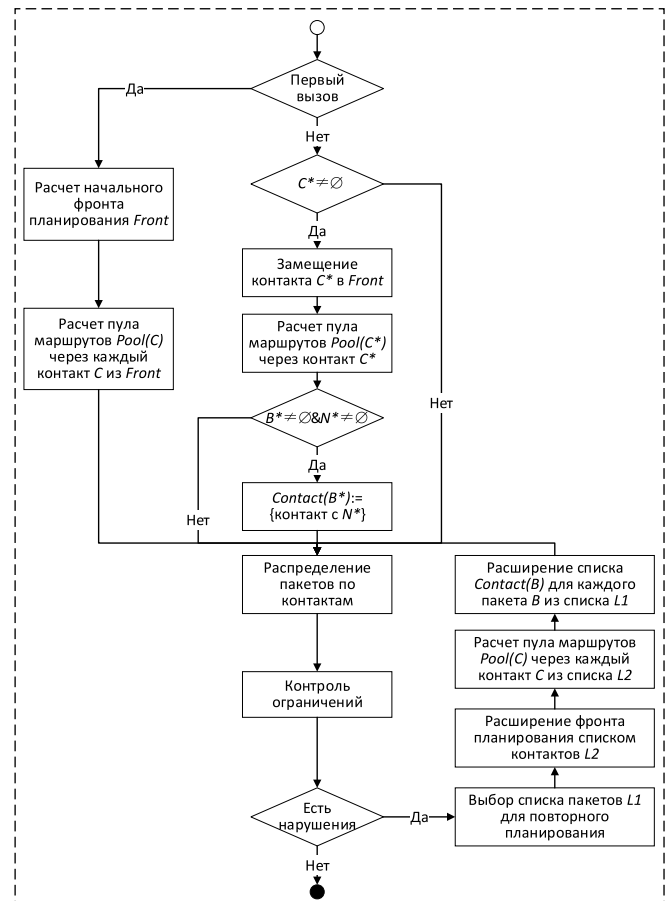 Первый
вызов
Да
Нет
Расчет начального
фронта
планирования Front
C*≠∅
Да
Замещение
контакта C* в Front
Расчет пула
маршрутов Pool(C)
через каждый
контакт C из Front
Расчет пула
маршрутов Pool(C*)
через контакт C*
Нет
B*≠∅&N*≠∅
Да
Нет
Contact(B*):=
{контакт с N*}
Распределение
пакетов по
контактам
Расширение списка
Contact(B) для каждого
пакета B из списка L1
Расчет пула маршрутов
Pool(C) через каждый
контакт C из списка L2
Контроль
ограничений
Расширение фронта
планирования списком
контактов L2
Есть
нарушения
Да
Выбор списка пакетов L1
для повторного
планирования
Нет